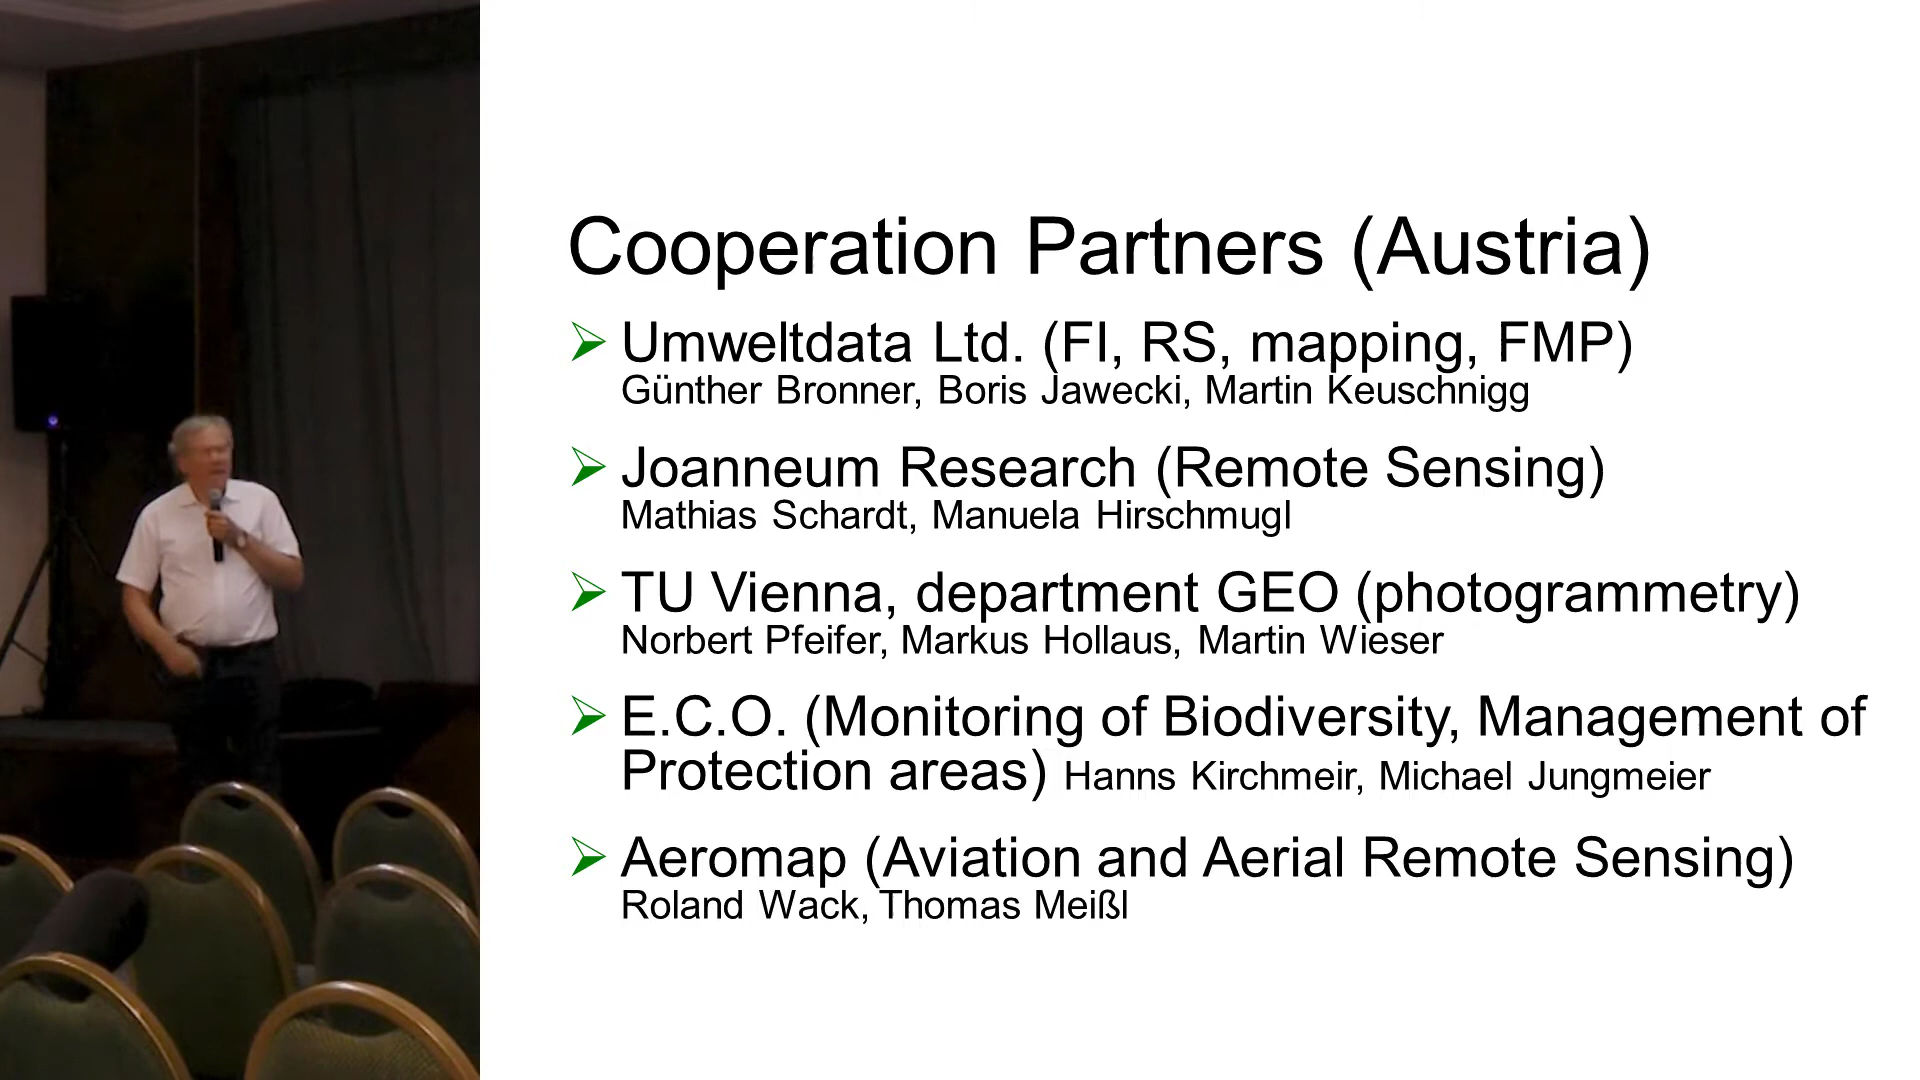 Cooperation Partners (Austria)
Umweltdata Ltd. (FI, RS, mapping, FMP)
Günther Bronner, Boris Jawecki, Martin Keuschnigg
Joanneum Research (Remote Sensing)
Mathias Schardt, Manuela Hirschmugl
TU Vienna, department GEO (photogrammetry)
Norbert Pfeifer, Markus Hollaus, Martin Wieser
E.C.O. (Monitoring of Biodiversity, Management of
Protection areas) Hanns Kirchmeir, Michael Jungmeier
Aeromap (Aviation and Aerial Remote Sensing)
Roland Wack, Thomas Meißl